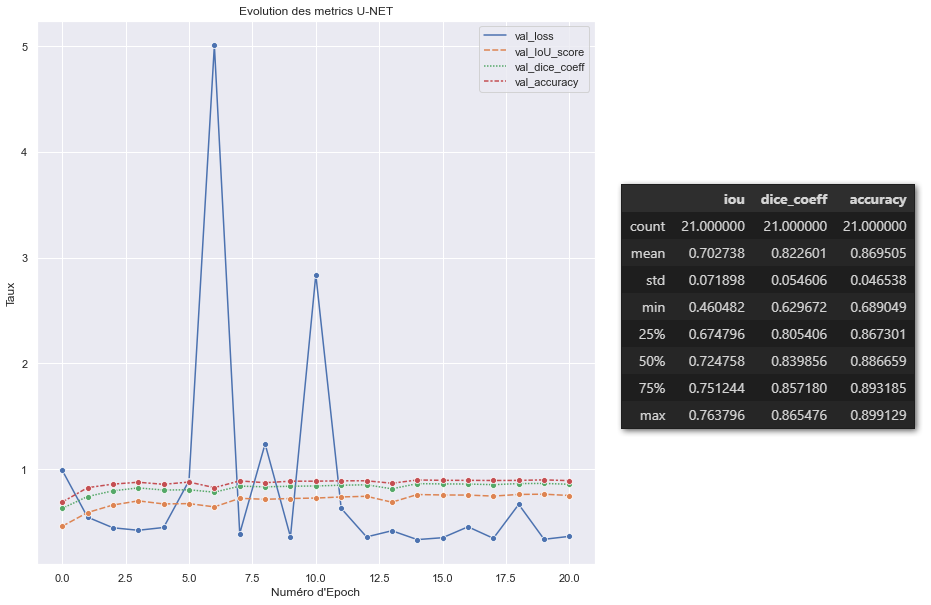 Evolution des metrics U-NET
val_loss
val_IoU_score
val_dice_coeff
val_accuracy
5
4
3
2
1
Taux
0.0 2.5 5.0 7.5 10.0 12.5 15.0 17.5 20.0
Numéro d'Epoch
iou dice_coeff accuracy
count 21.000000 21.000000 21.000000
mean 0.702738 0.822601 0.869505
std 0.071898 0.054606 0.046538
min 0.460482 0.629672 0.689049
25% 0.674796 0.805406 0.867301
50% 0.724758 0.839856 0.886659
75% 0.751244 0.857180 0.893185
max 0.763796 0.865476 0.899129